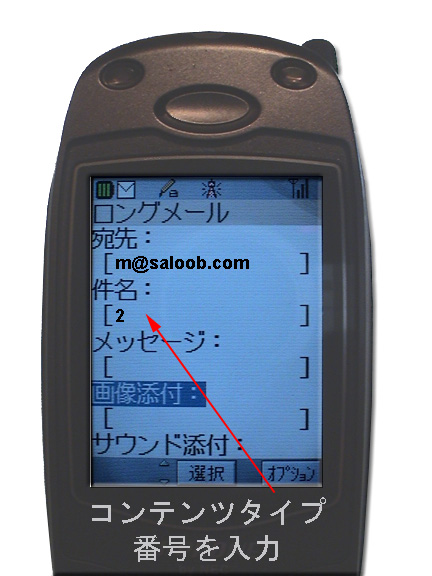 ロングメール
宛先：
[m@saloob.com]
件名：
[2 ]
メッセージ：
[ ]
画像添付：
[ ]
サウンド添付：
選択 オプション
コンテンツタイプ
番号を入力